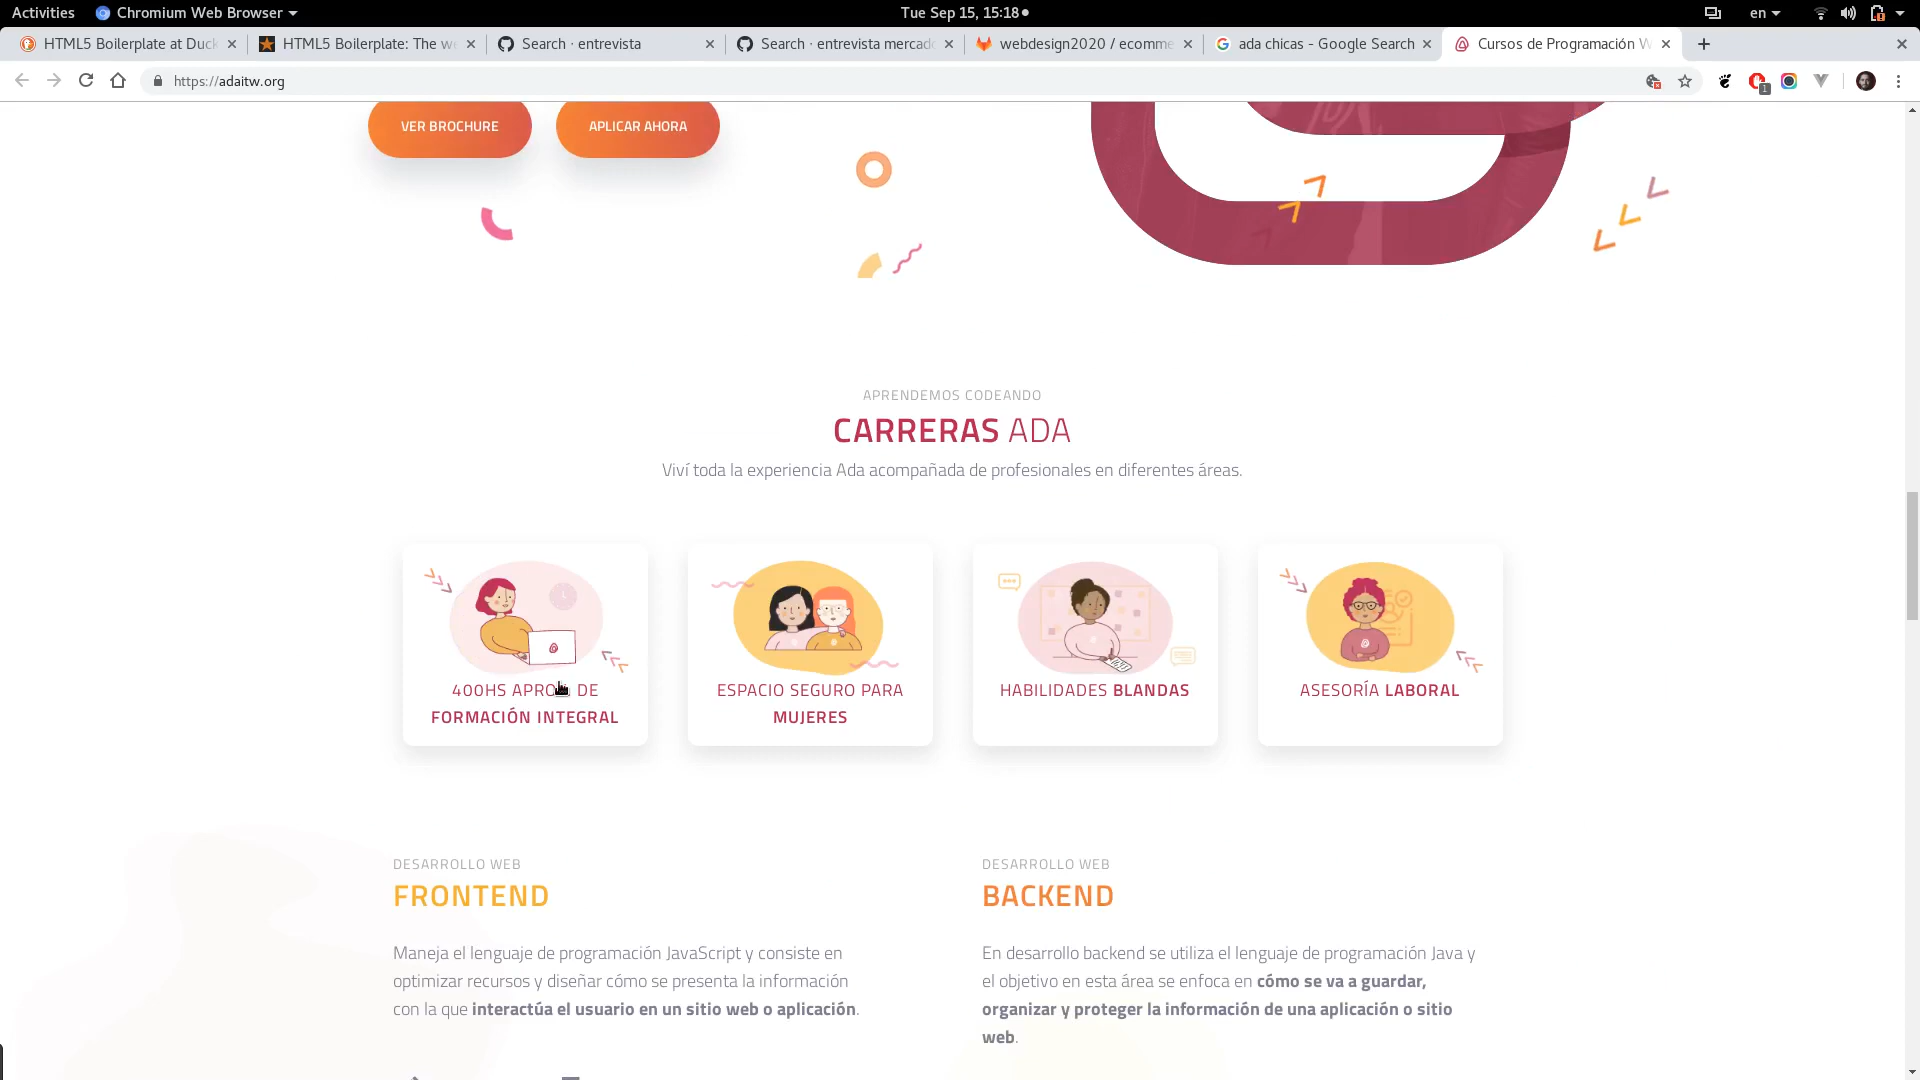 Activities
Chromium Web Browser
Tue Sep 15, 15:18
en
HTML5 Boilerplate at Duck
HTML5 Boilerplate: The we
Search · entrevista
Search · entrevista mercado
webdesign2020 / ecomme
ada chicas - Google Search
Cursos de Programación W
https://adaitw.org
1
VER BROCHURE
APLICAR AHORA
APRENDEMOS CODEANDO
CARRERAS ADA
Viví toda la experiencia Ada acompañada de profesionales en diferentes áreas.
400HS APROX DE
FORMACIÓN INTEGRAL
ESPACIO SEGURO PARA
MUJERES
HABILIDADES BLANDAS
ASESORÍA LABORAL
DESARROLLO WEB
FRONTEND
Maneja el lenguaje de programación JavaScript y consiste en
optimizar recursos y diseñar cómo se presenta la información
con la que interactúa el usuario en un sitio web o aplicación.
DESARROLLO WEB
BACKEND
En desarrollo backend se utiliza el lenguaje de programación Java y
el objetivo en esta área se enfoca en cómo se va a guardar,
organizar y proteger la información de una aplicación o sitio
web.